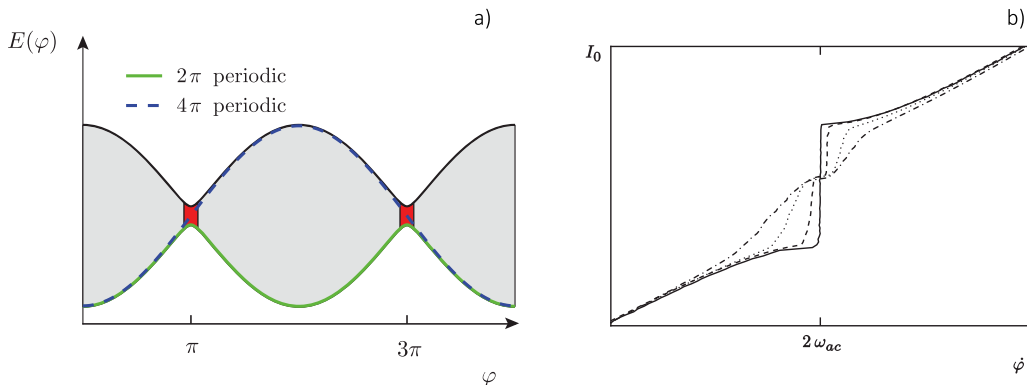 a)
E(φ)
2π periodic
4π periodic
π
3π
φ
b)
I₀
2 ω_ac
φ̇